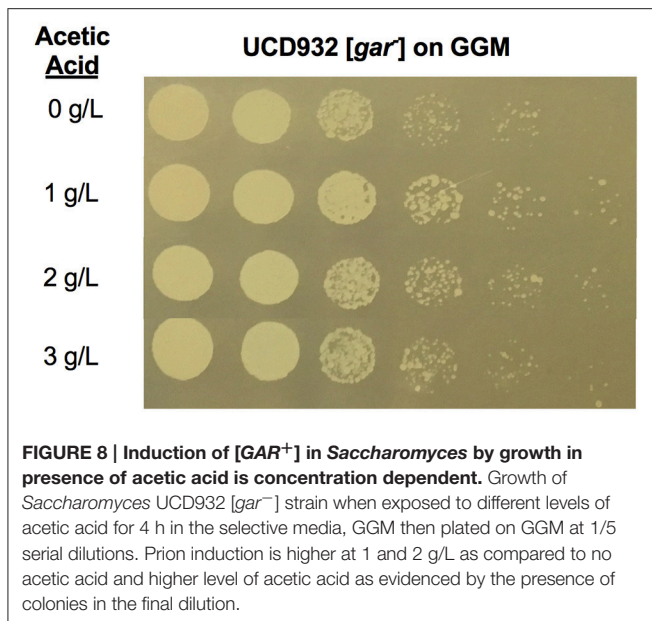 Acetic
Acid
UCD932 [gar-] on GGM
0 g/L
1 g/L
2 g/L
3 g/L
FIGURE 8 | Induction of [GAR+] in Saccharomyces by growth in
presence of acetic acid is concentration dependent. Growth of
Saccharomyces UCD932 [gar−] strain when exposed to different levels of
acetic acid for 4 h in the selective media, GGM then plated on GGM at 1/5
serial dilutions. Prion induction is higher at 1 and 2 g/L as compared to no
acetic acid and higher level of acetic acid as evidenced by the presence of
colonies in the final dilution.